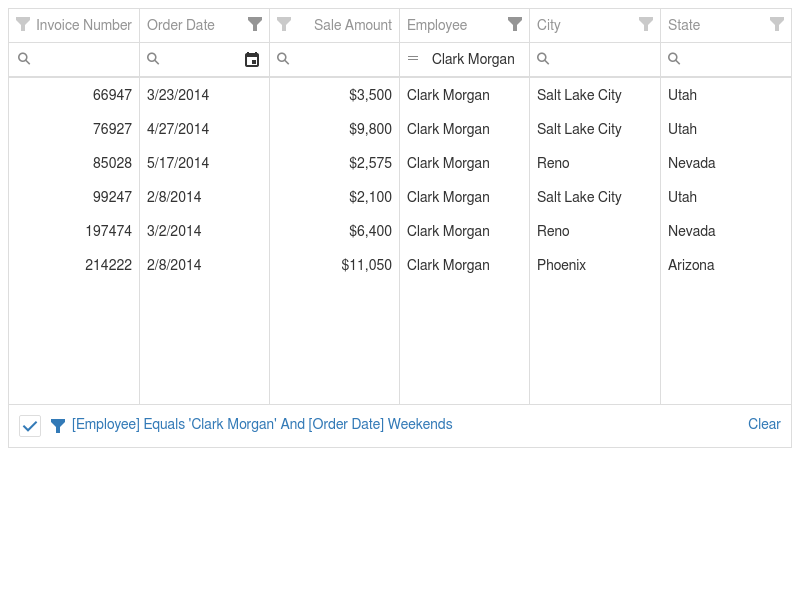 Invoice Number Order Date Sale Amount Employee City State
Clark Morgan
66947 3/23/2014 $3,500 Clark Morgan Salt Lake City Utah
76927 4/27/2014 $9,800 Clark Morgan Salt Lake City Utah
85028 5/17/2014 $2,575 Clark Morgan Reno Nevada
99247 2/8/2014 $2,100 Clark Morgan Salt Lake City Utah
197474 3/2/2014 $6,400 Clark Morgan Reno Nevada
214222 2/8/2014 $11,050 Clark Morgan Phoenix Arizona
[Employee] Equals 'Clark Morgan' And [Order Date] Weekends Clear